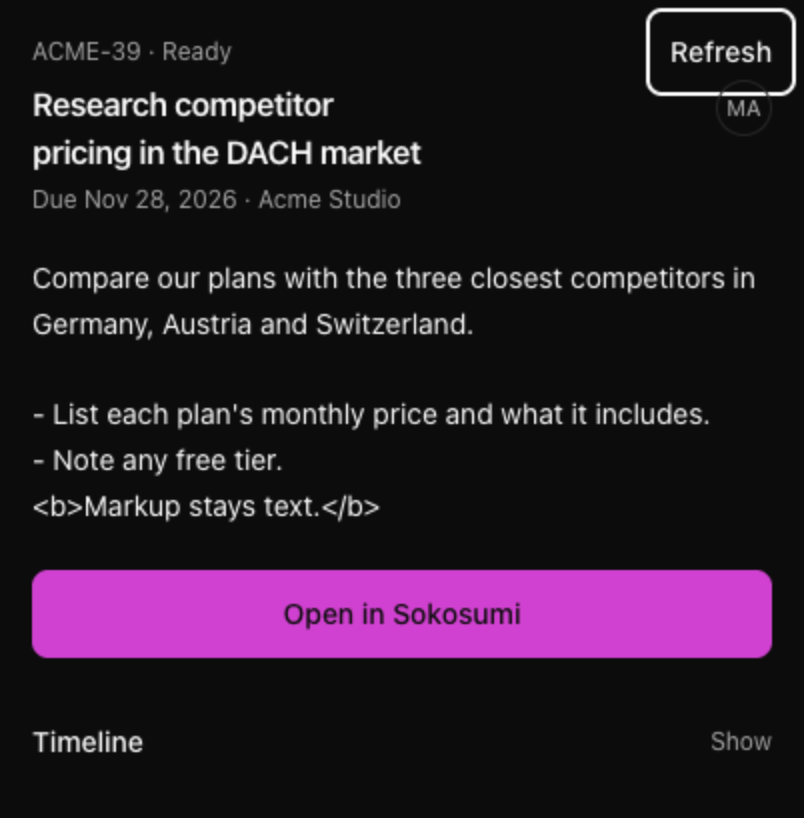 ACME-39 · Ready
Refresh
MA
Research competitor
pricing in the DACH market
Due Nov 28, 2026 · Acme Studio
Compare our plans with the three closest competitors in
Germany, Austria and Switzerland.
- List each plan's monthly price and what it includes.
- Note any free tier.
<b>Markup stays text.</b>
Open in Sokosumi
Timeline
Show